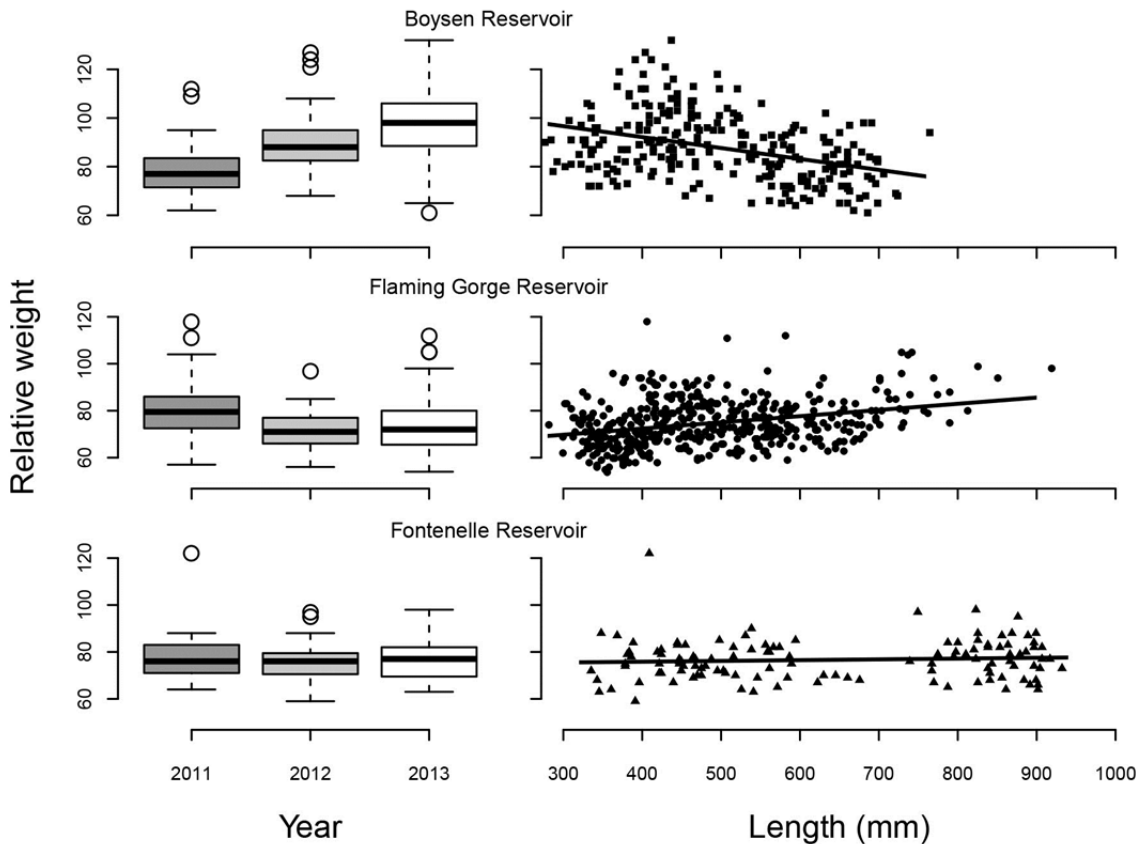 Boysen Reservoir
120
100
80
60
Flaming Gorge Reservoir
120
100
80
60
Relative weight
Fontenelle Reservoir
120
100
80
60
2011 2012 2013 300 400 500 600 700 800 900 1000
Year Length (mm)